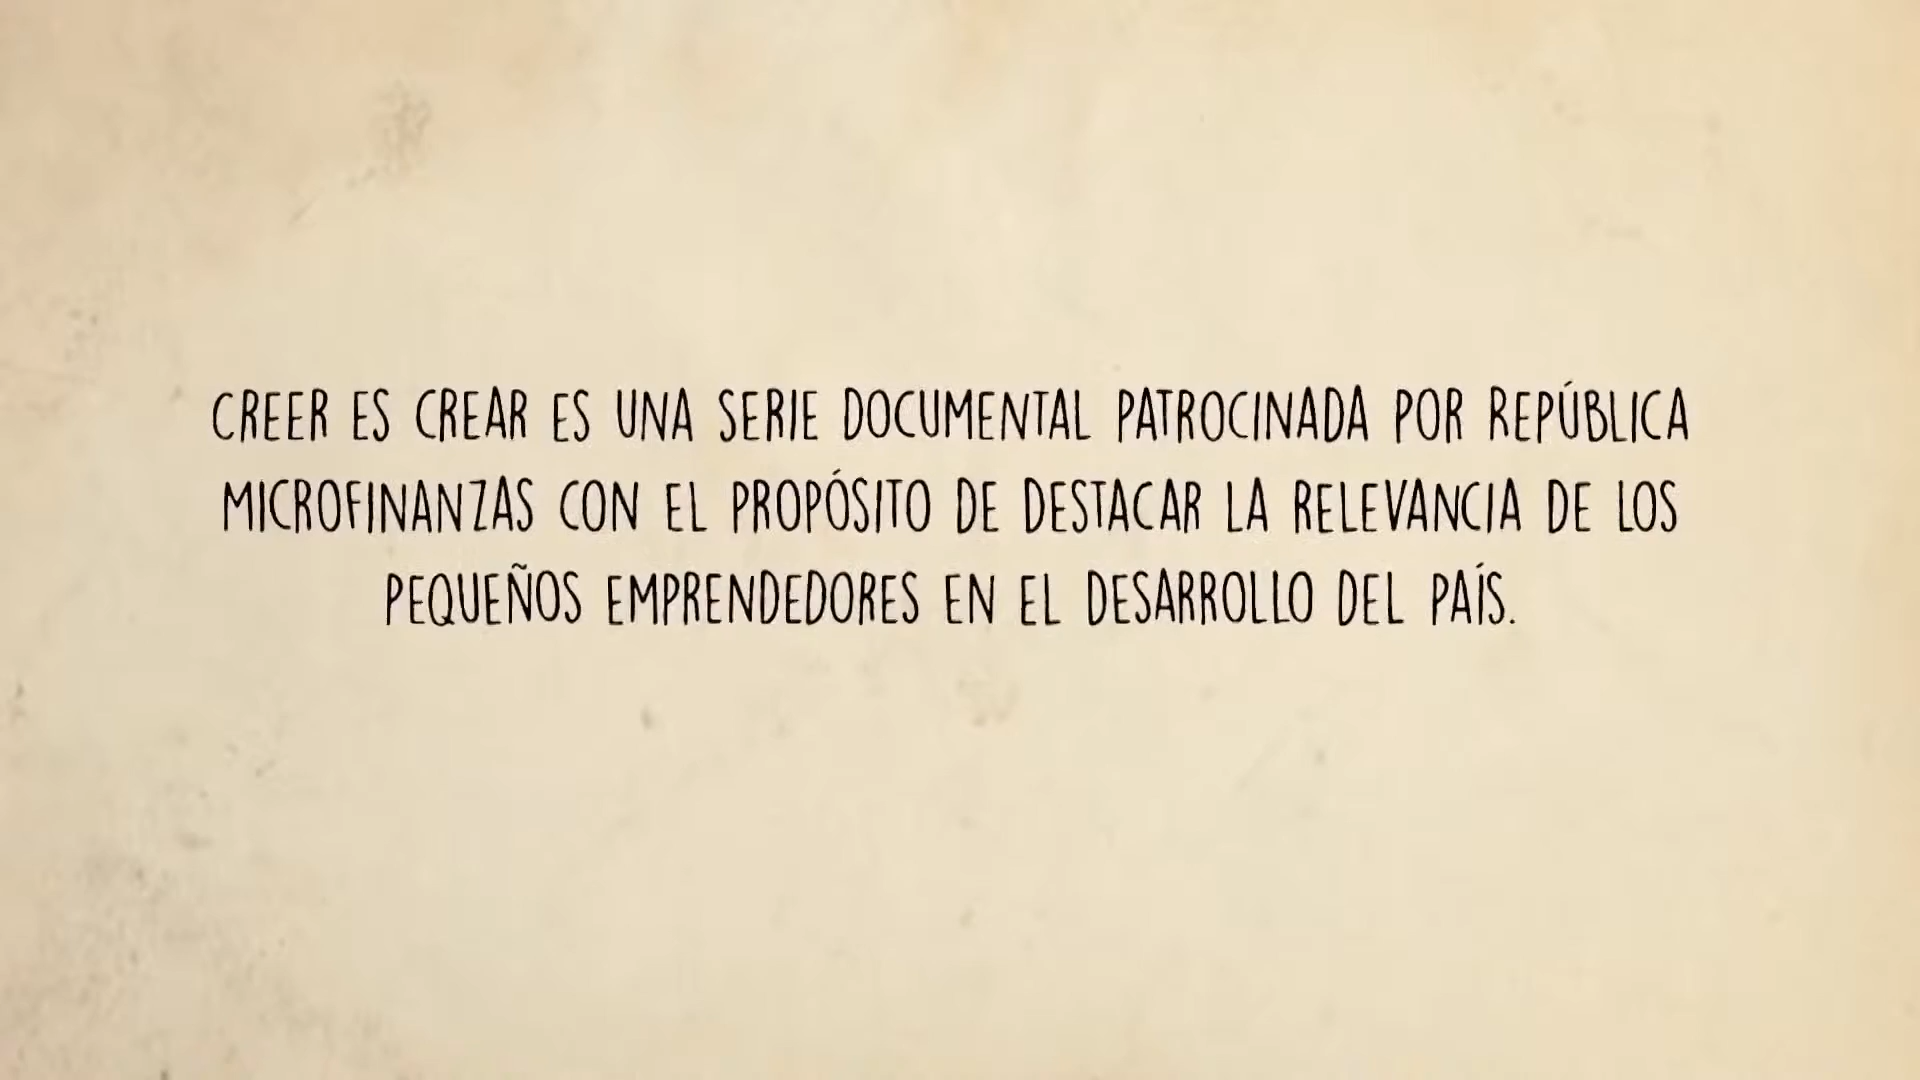 CREER ES CREAR ES UNA SERIE DOCUMENTAL PATROCINADA POR REPÚBLICA
MICROFINANZAS CON EL PROPÓSITO DE DESTACAR LA RELEVANCIA DE LOS
PEQUEÑOS EMPRENDEDORES EN EL DESARROLLO DEL PAÍS.